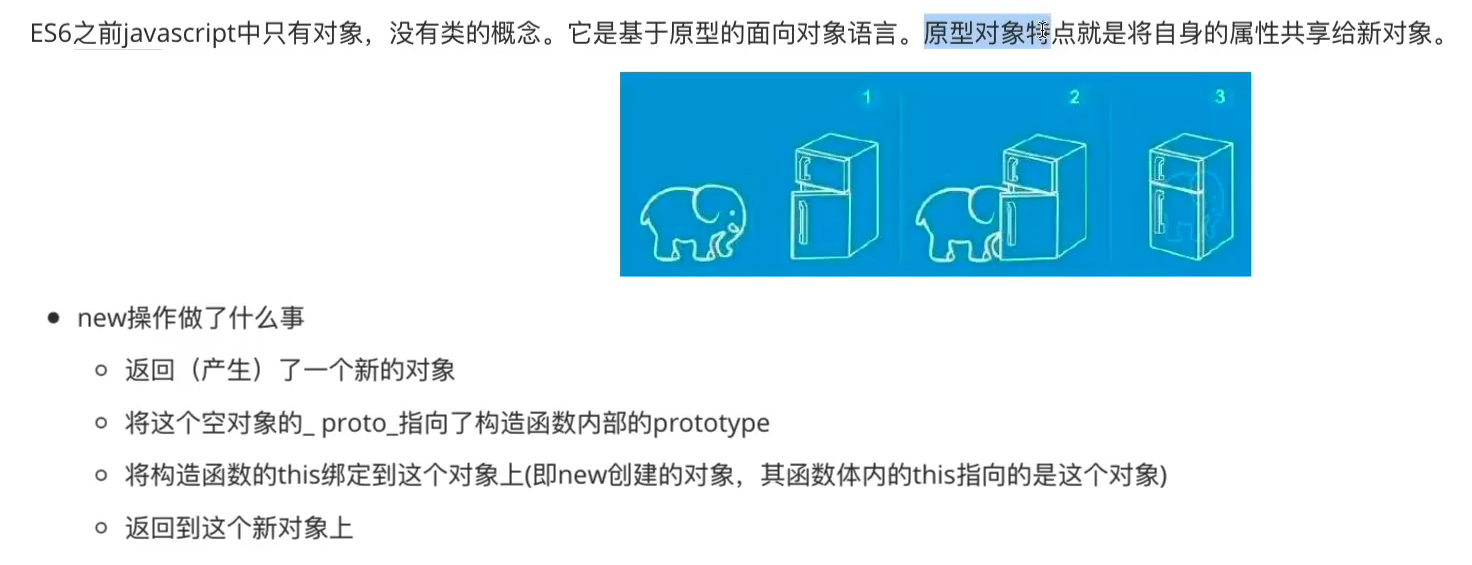 ES6之前javascript中只有对象，没有类的概念。它是基于原型的面向对象语言。原型对象特点就是将自身的属性共享给新对象。
1 2 3
new操作做了什么事
返回（产生）了一个新的对象
将这个空对象的_ proto_指向了构造函数内部的prototype
将构造函数的this绑定到这个对象上(即new创建的对象，其函数体内的this指向的是这个对象)
返回到这个新对象上